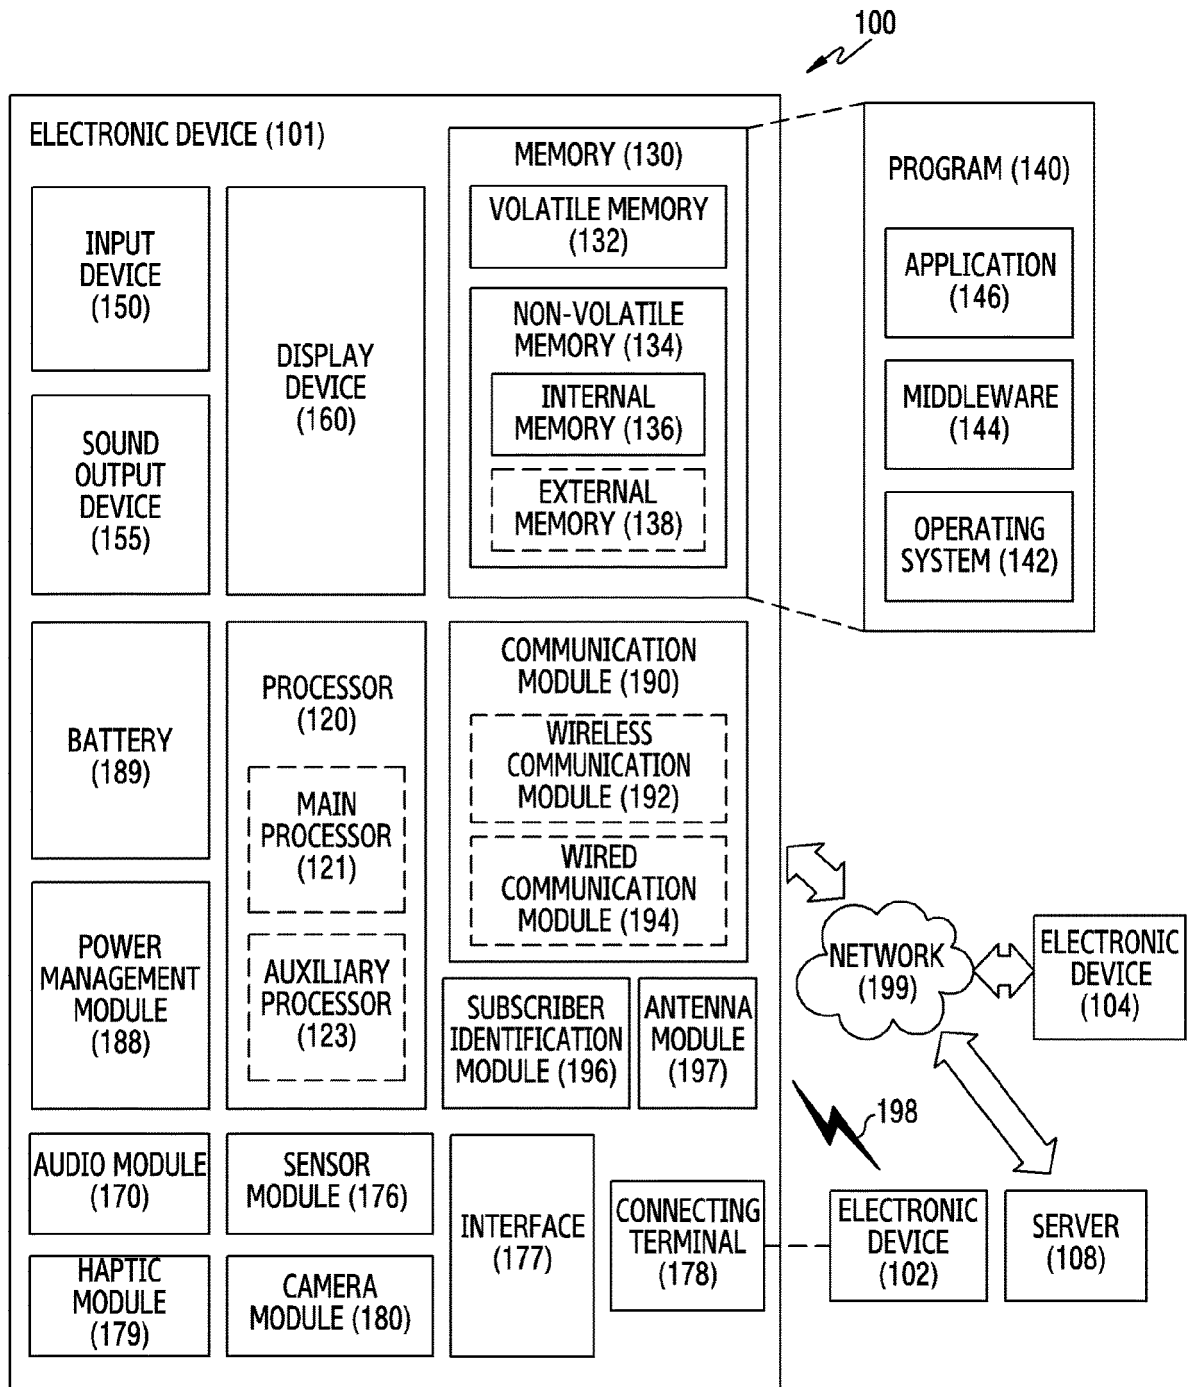 100
ELECTRONIC DEVICE (101)
INPUT
DEVICE
(150)
SOUND
OUTPUT
DEVICE
(155)
DISPLAY
DEVICE
(160)
MEMORY (130)
VOLATILE MEMORY
(132)
NON-VOLATILE
MEMORY (134)
INTERNAL
MEMORY (136)
EXTERNAL
MEMORY (138)
PROGRAM (140)
APPLICATION
(146)
MIDDLEWARE
(144)
OPERATING
SYSTEM (142)
BATTERY
(189)
POWER
MANAGEMENT
MODULE
(188)
PROCESSOR
(120)
MAIN
PROCESSOR
(121)
AUXILIARY
PROCESSOR
(123)
COMMUNICATION
MODULE (190)
WIRELESS
COMMUNICATION
MODULE (192)
WIRED
COMMUNICATION
MODULE (194)
SUBSCRIBER
IDENTIFICATION
MODULE (196)
ANTENNA
MODULE
(197)
NETWORK
(199)
ELECTRONIC
DEVICE
(104)
198
AUDIO MODULE
(170)
SENSOR
MODULE (176)
HAPTIC
MODULE
(179)
CAMERA
MODULE (180)
INTERFACE
(177)
CONNECTING
TERMINAL
(178)
ELECTRONIC
DEVICE
(102)
SERVER
(108)